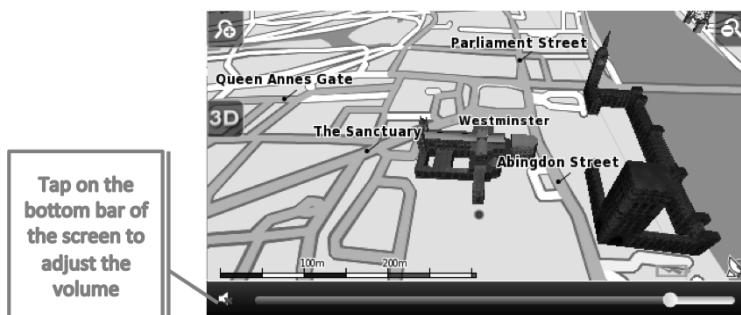 Parliament Street
Queen Annes Gate
3D
The Sanctuary
Westminster
Abingdon Street
Tap on the
bottom bar of
the screen to
adjust the
volume
100m
200m